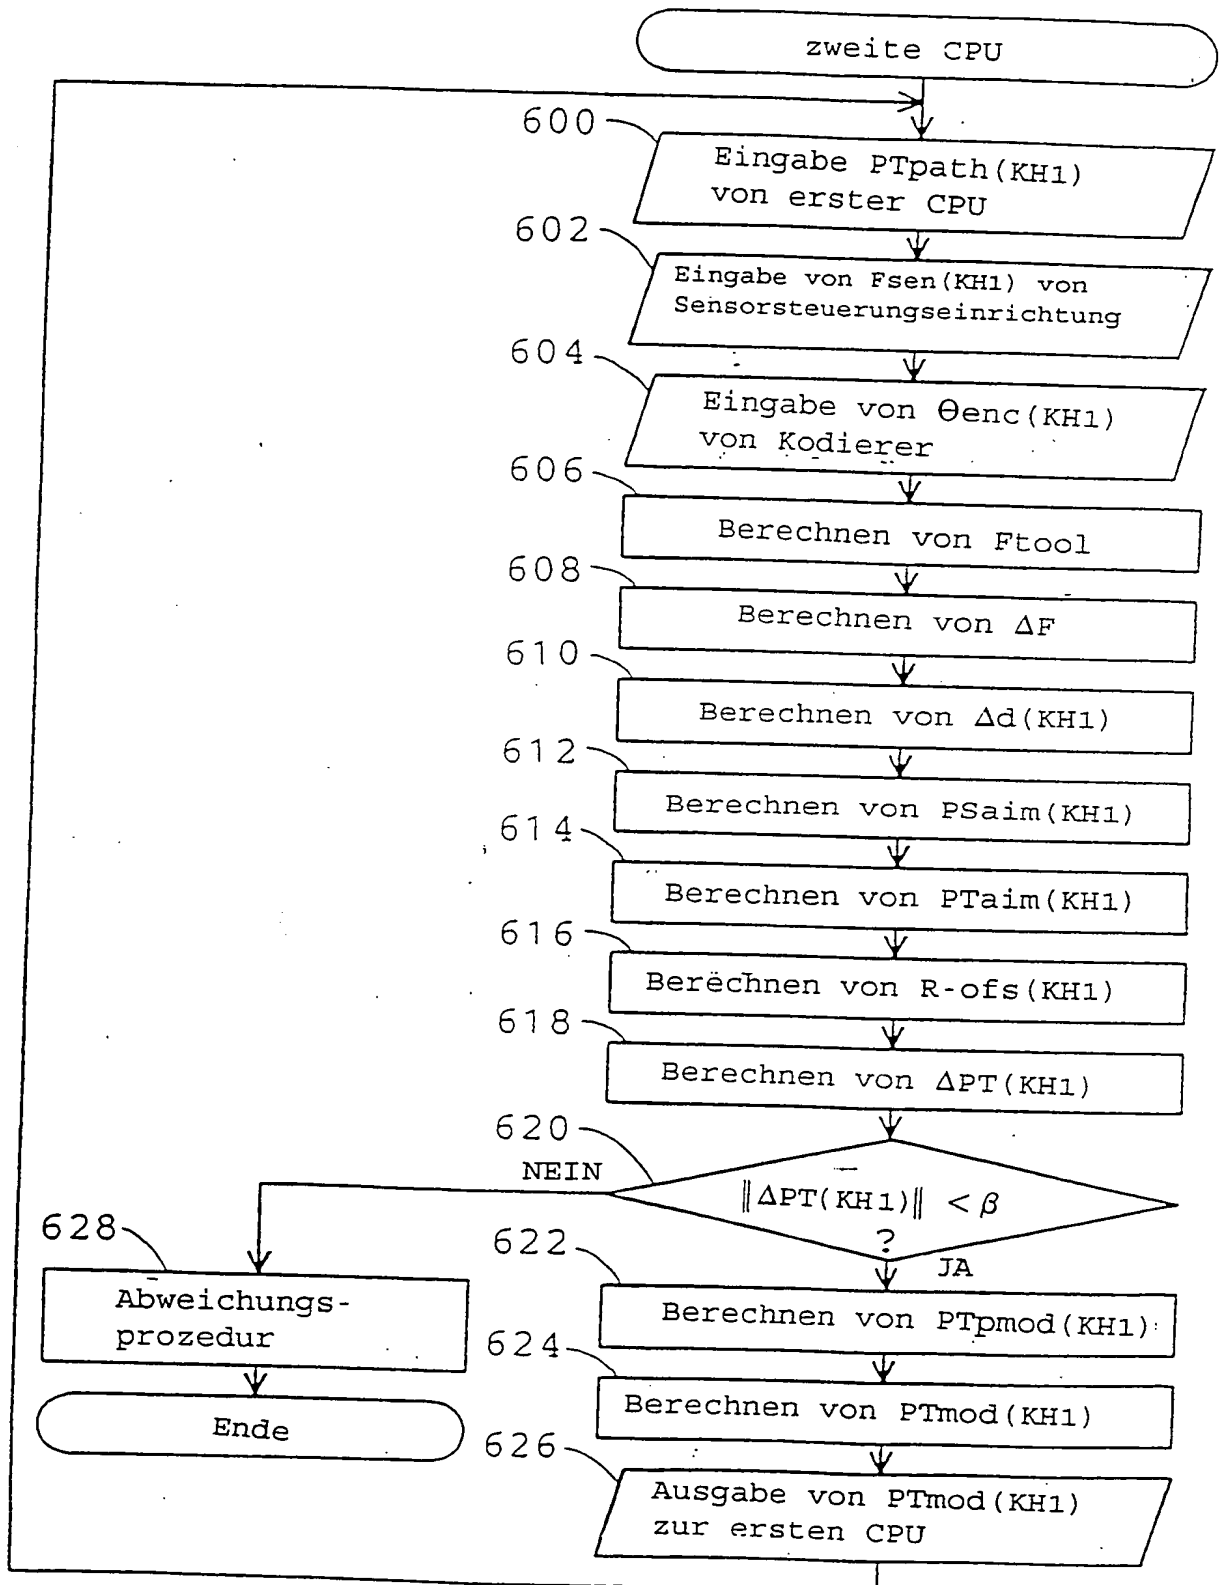 zweite CPU
600
Eingabe PTpath(KH1)
von erster CPU
602
Eingabe von Fsen(KH1) von
Sensorsteuerungseinrichtung
604
Eingabe von Θenc(KH1)
von Kodierer
606
Berechnen von Ftool
608
Berechnen von ΔF
610
Berechnen von Δd(KH1)
612
Berechnen von PSaim(KH1)
614
Berechnen von PTaim(KH1)
616
Berechnen von R-ofs(KH1)
618
Berechnen von ΔPT(KH1)
620
NEIN
‖ΔPT(KH1)‖ < β
?
JA
628
Abweichungs-
prozedur
Ende
622
Berechnen von PTpmod(KH1)
624
Berechnen von PTmod(KH1)
626
Ausgabe von PTmod(KH1)
zur ersten CPU